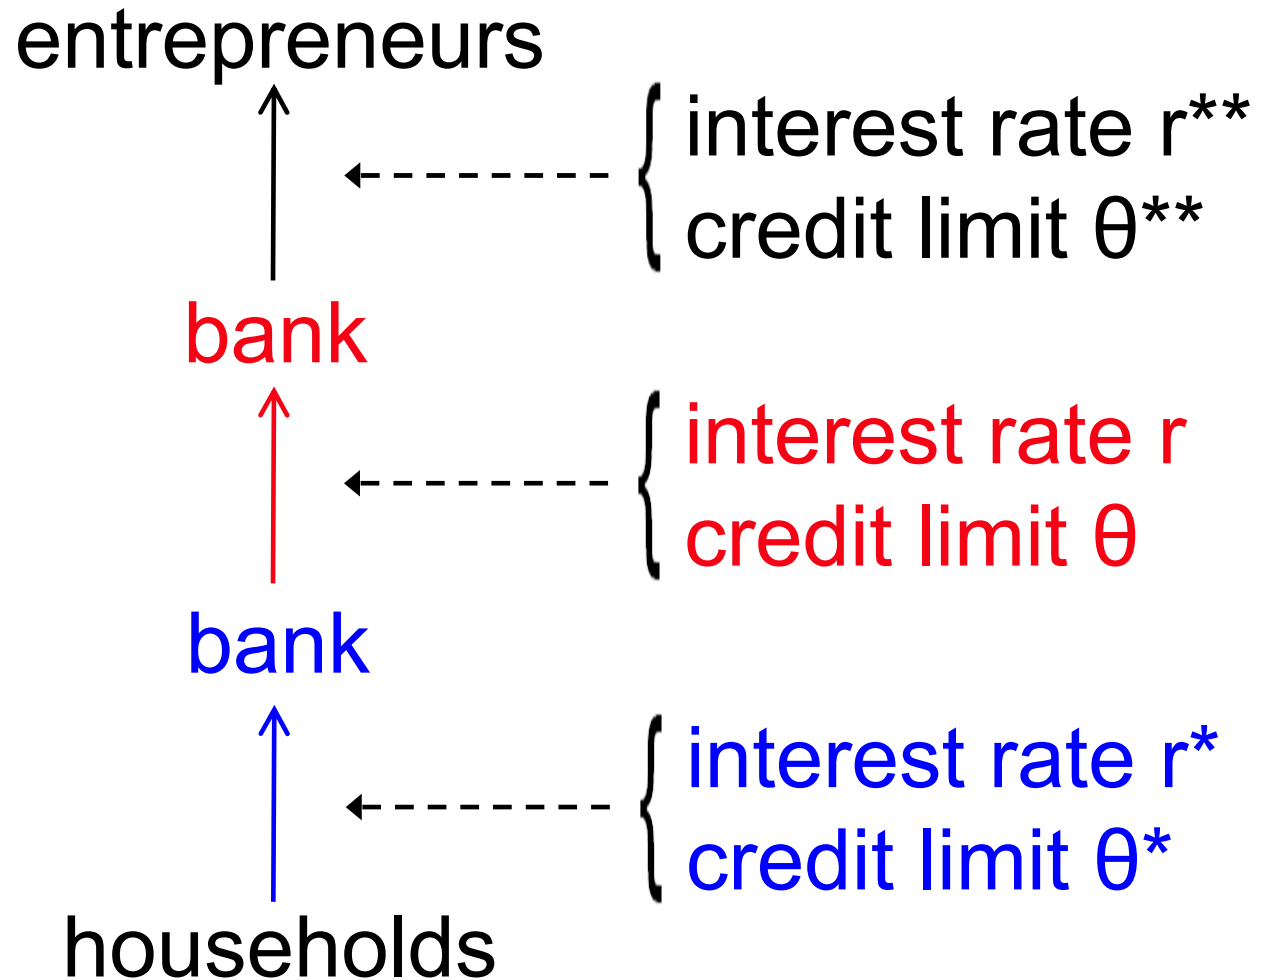 entrepreneurs
interest rate r**
credit limit θ**
bank
interest rate r
credit limit θ
bank
interest rate r*
credit limit θ*
households